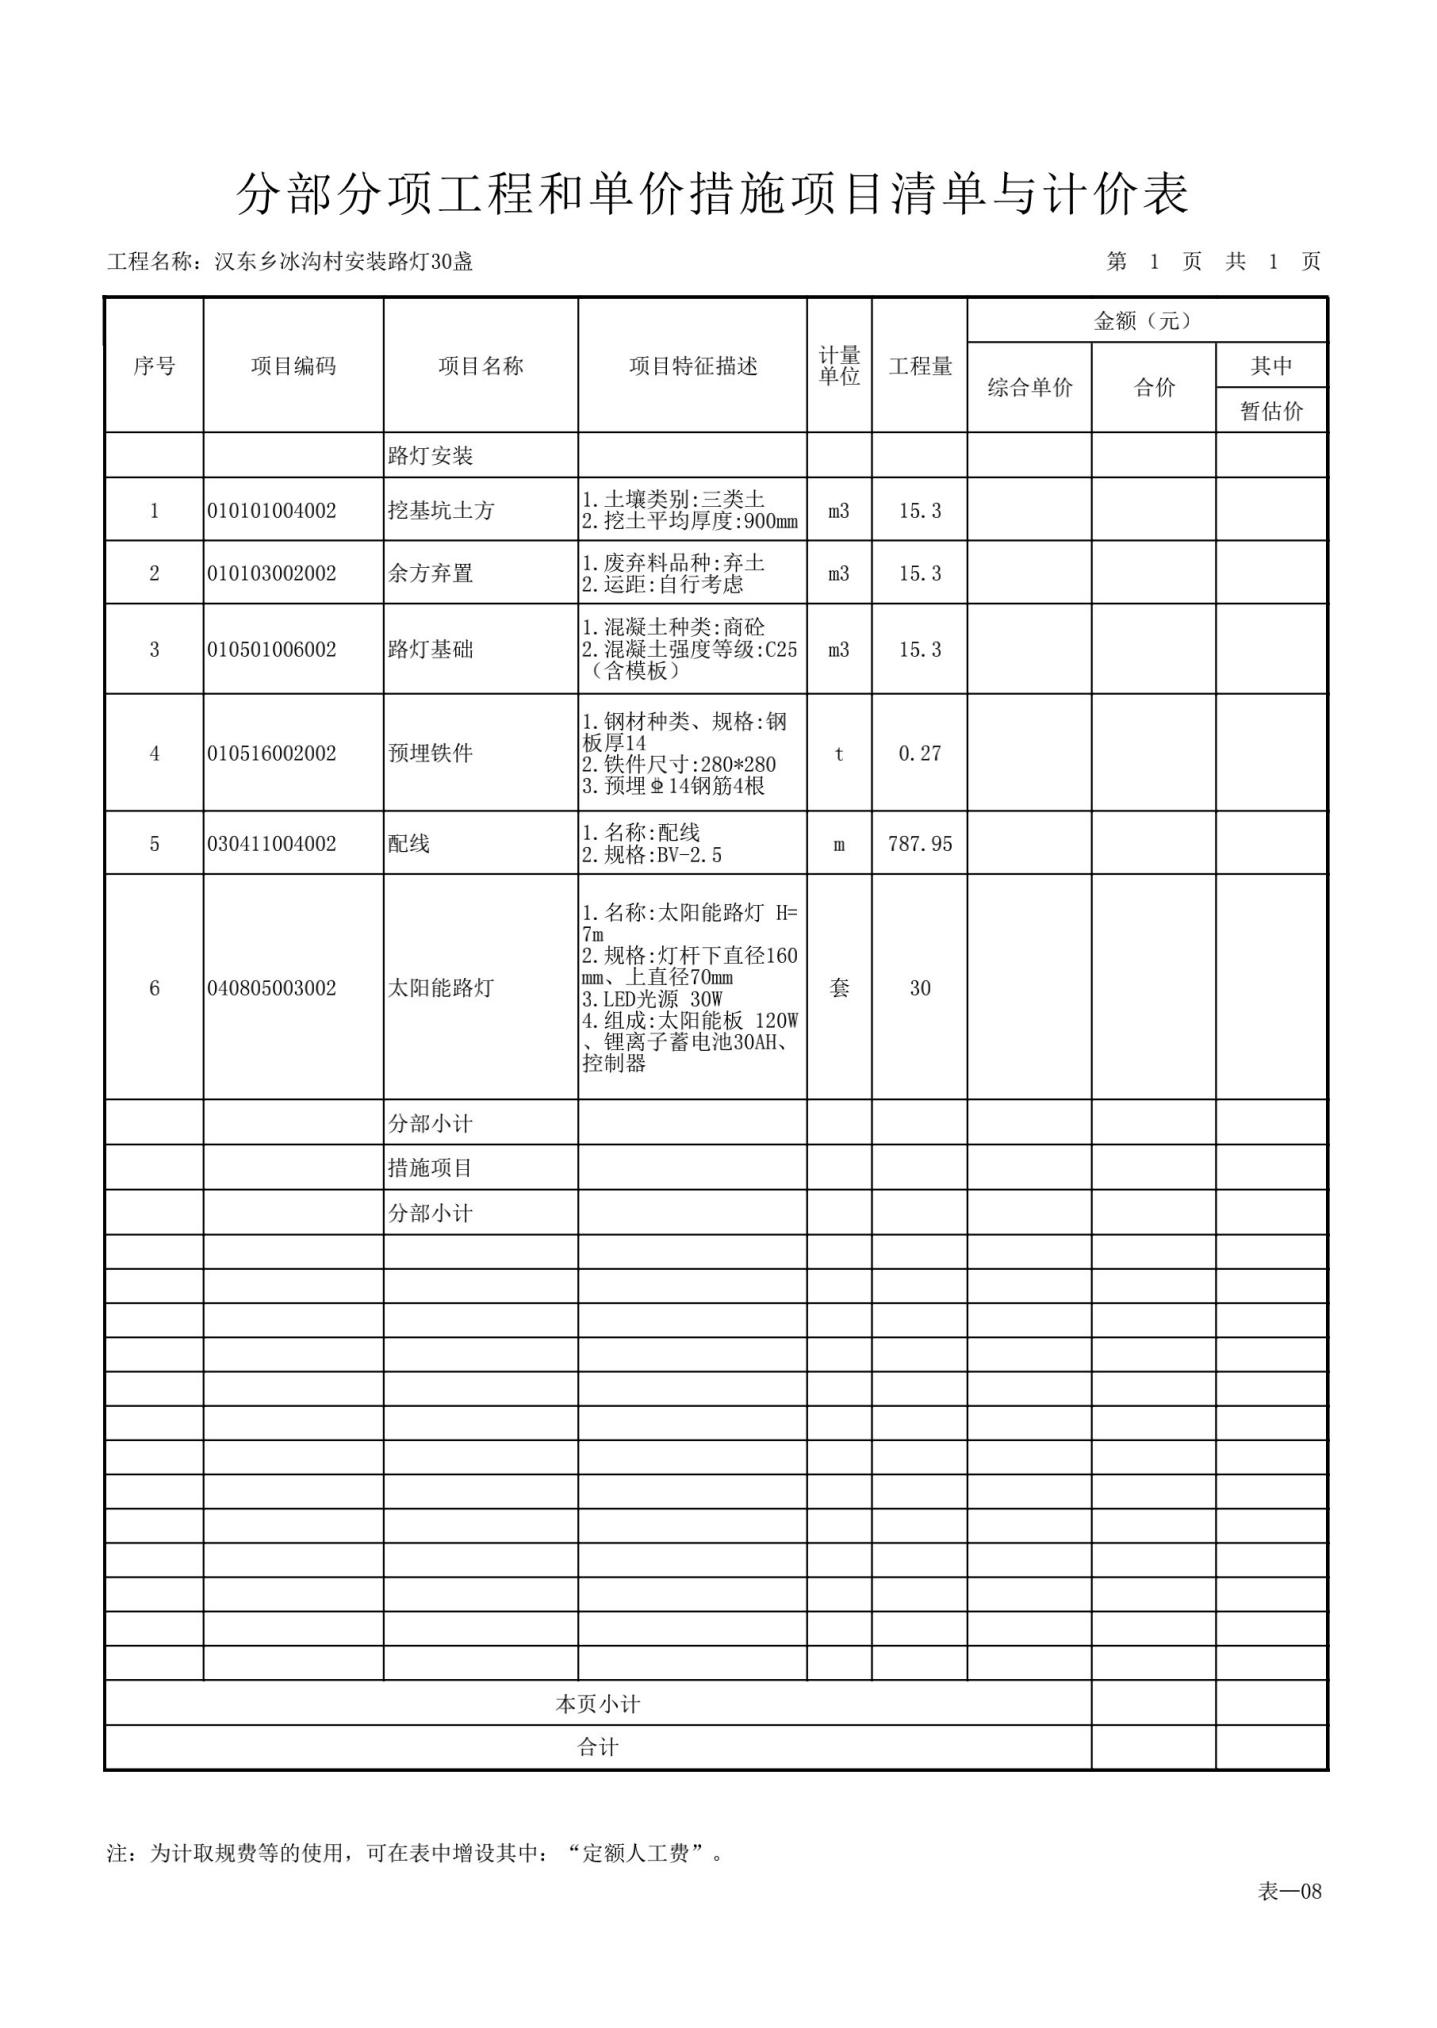 分部分项工程和单价措施项目清单与计价表
工程名称：汉东乡冰沟村安装路灯30盏
第 1 页 共 1 页
序号
项目编码
项目名称
项目特征描述
计量
单位
工程量
金额（元）
综合单价
合价
其中
暂估价
路灯安装
1
010101004002
挖基坑土方
1.土壤类别:三类土
2.挖土平均厚度:900mm
m3
15.3
2
010103002002
余方弃置
1.废弃料品种:弃土
2.运距:自行考虑
m3
15.3
3
010501006002
路灯基础
1.混凝土种类:商砼
2.混凝土强度等级:C25
（含模板）
m3
15.3
4
010516002002
预埋铁件
1.钢材种类、规格:钢
板厚14
2.铁件尺寸:280*280
3.预埋⌽14钢筋4根
t
0.27
5
030411004002
配线
1.名称:配线
2.规格:BV-2.5
m
787.95
6
040805003002
太阳能路灯
1.名称:太阳能路灯 H=
7m
2.规格:灯杆下直径160
mm、上直径70mm
3.LED光源 30W
4.组成:太阳能板 120W
、锂离子蓄电池30AH、
控制器
套
30
分部小计
措施项目
分部小计
本页小计
合计
注：为计取规费等的使用，可在表中增设其中：“定额人工费”。
表—08